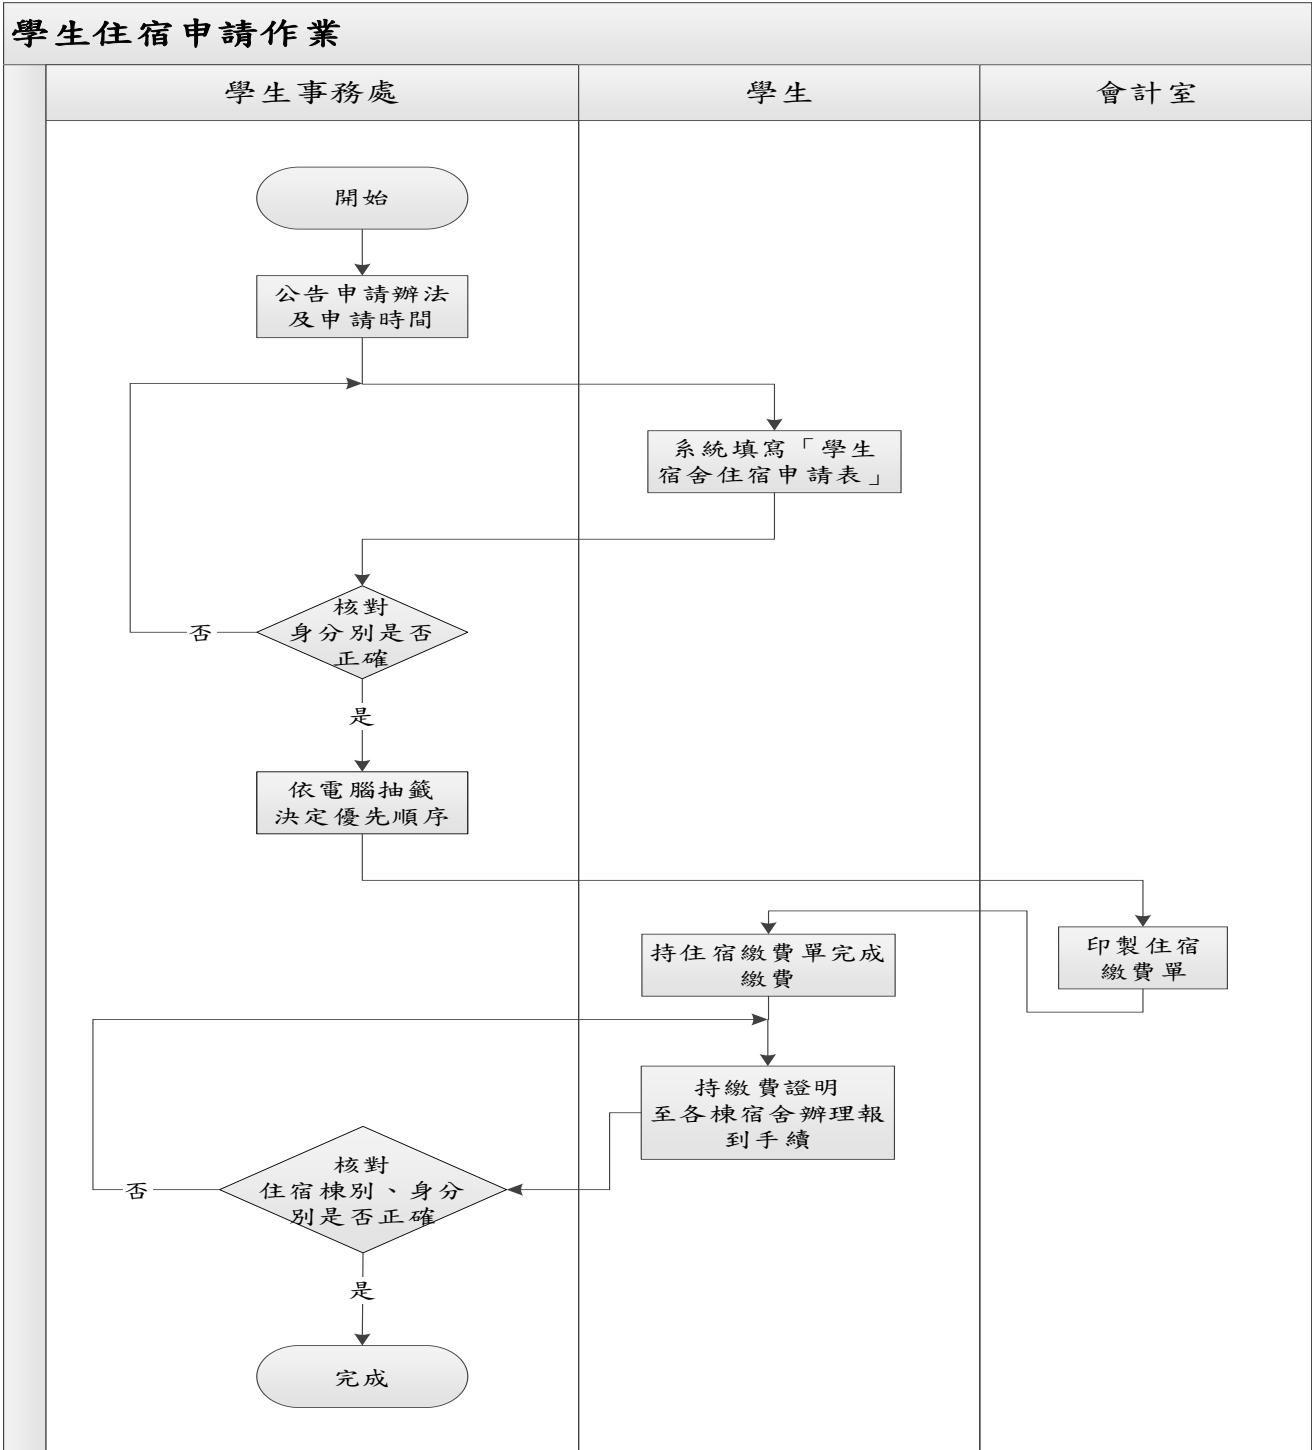 學生住宿申請作業
學生事務處
學生
會計室
開始
公告申請辦法
及申請時間
系統填寫「學生
宿舍住宿申請表」
核對
身分別是否
正確
否
是
依電腦抽籤
決定優先順序
印製住宿
繳費單
持住宿繳費單完成
繳費
持繳費證明
至各棟宿舍辦理報
到手續
核對
住宿棟別、身分
別是否正確
否
是
完成